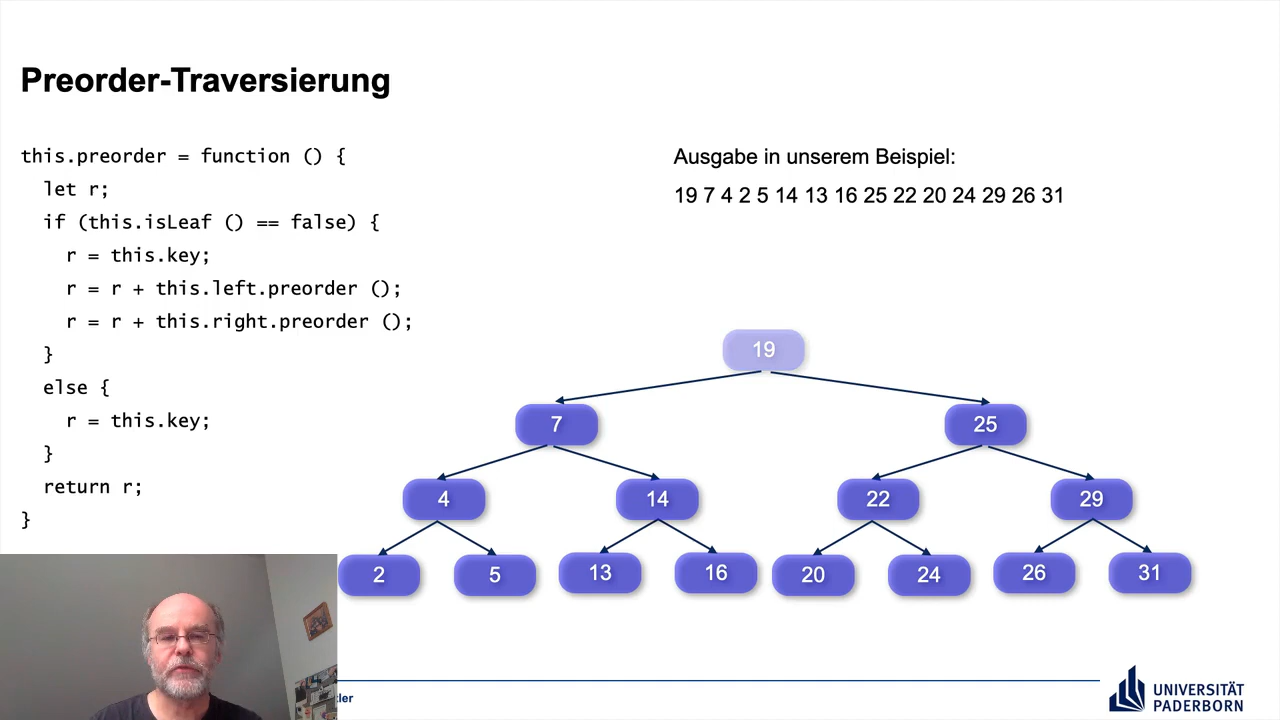 Preorder-Traversierung
this.preorder = function () {
let r;
if (this.isLeaf () == false) {
r = this.key;
r = r + this.left.preorder ();
r = r + this.right.preorder ();
}
else {
r = this.key;
}
return r;
}
Ausgabe in unserem Beispiel:
19 7 4 2 5 14 13 16 25 22 20 24 29 26 31
19
7 25
4 14 22 29
2 5 13 16 20 24 26 31
UNIVERSITÄT
PADERBORN